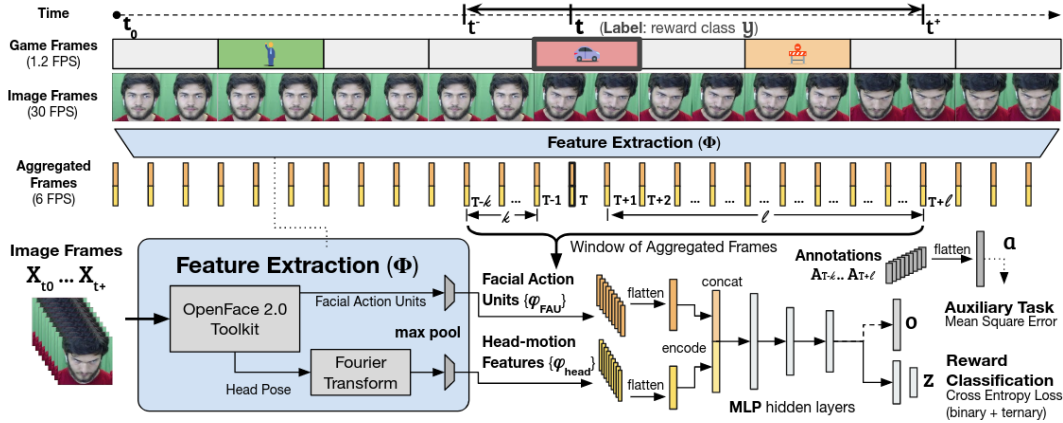 Time
t0
t-
t
(Label: reward class y)
t+
Game Frames
(1.2 FPS)
Image Frames
(30 FPS)
Feature Extraction (Φ)
Aggregated
Frames
(6 FPS)
T-k
...
T-1
T
T+1
T+2
...
...
...
...
...
...
...
T+ℓ
k
ℓ
Window of Aggregated Frames
Image Frames
Xt0 ... Xt+
Feature Extraction (Φ)
OpenFace 2.0
Toolkit
Facial Action Units
max pool
Head Pose
Fourier
Transform
Facial Action
Units {φFAU}
flatten
Head-motion
Features {φhead}
flatten
concat
encode
MLP hidden layers
Annotations
AT-k.. AT+ℓ
flatten
a
Auxiliary Task
Mean Square Error
o
z
Reward
Classification
Cross Entropy Loss
(binary + ternary)